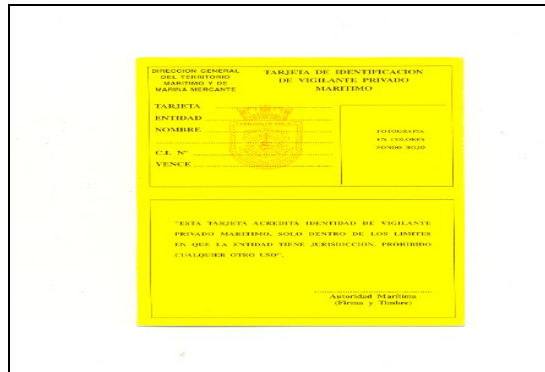 DIRECCION GENERAL
DEL TERRITORIO
MARITIMO Y DE
MARINA MERCANTE
TARJETA DE IDENTIFICACION
DE VIGILANTE PRIVADO
MARITIMO
TARJETA
ENTIDAD
NOMBRE
C.I. Nº
VENCE
FOTOGRAFIA
EN COLORES
FONDO ROJO
"ESTA TARJETA ACREDITA IDENTIDAD DE VIGILANTE
PRIVADO MARITIMO, SOLO DENTRO DE LOS LIMITES
EN QUE LA ENTIDAD TIENE JURISDICCION. PROHIBIDO
CUALQUIER OTRO USO".
Autoridad Marítima
(Firma y Timbre)